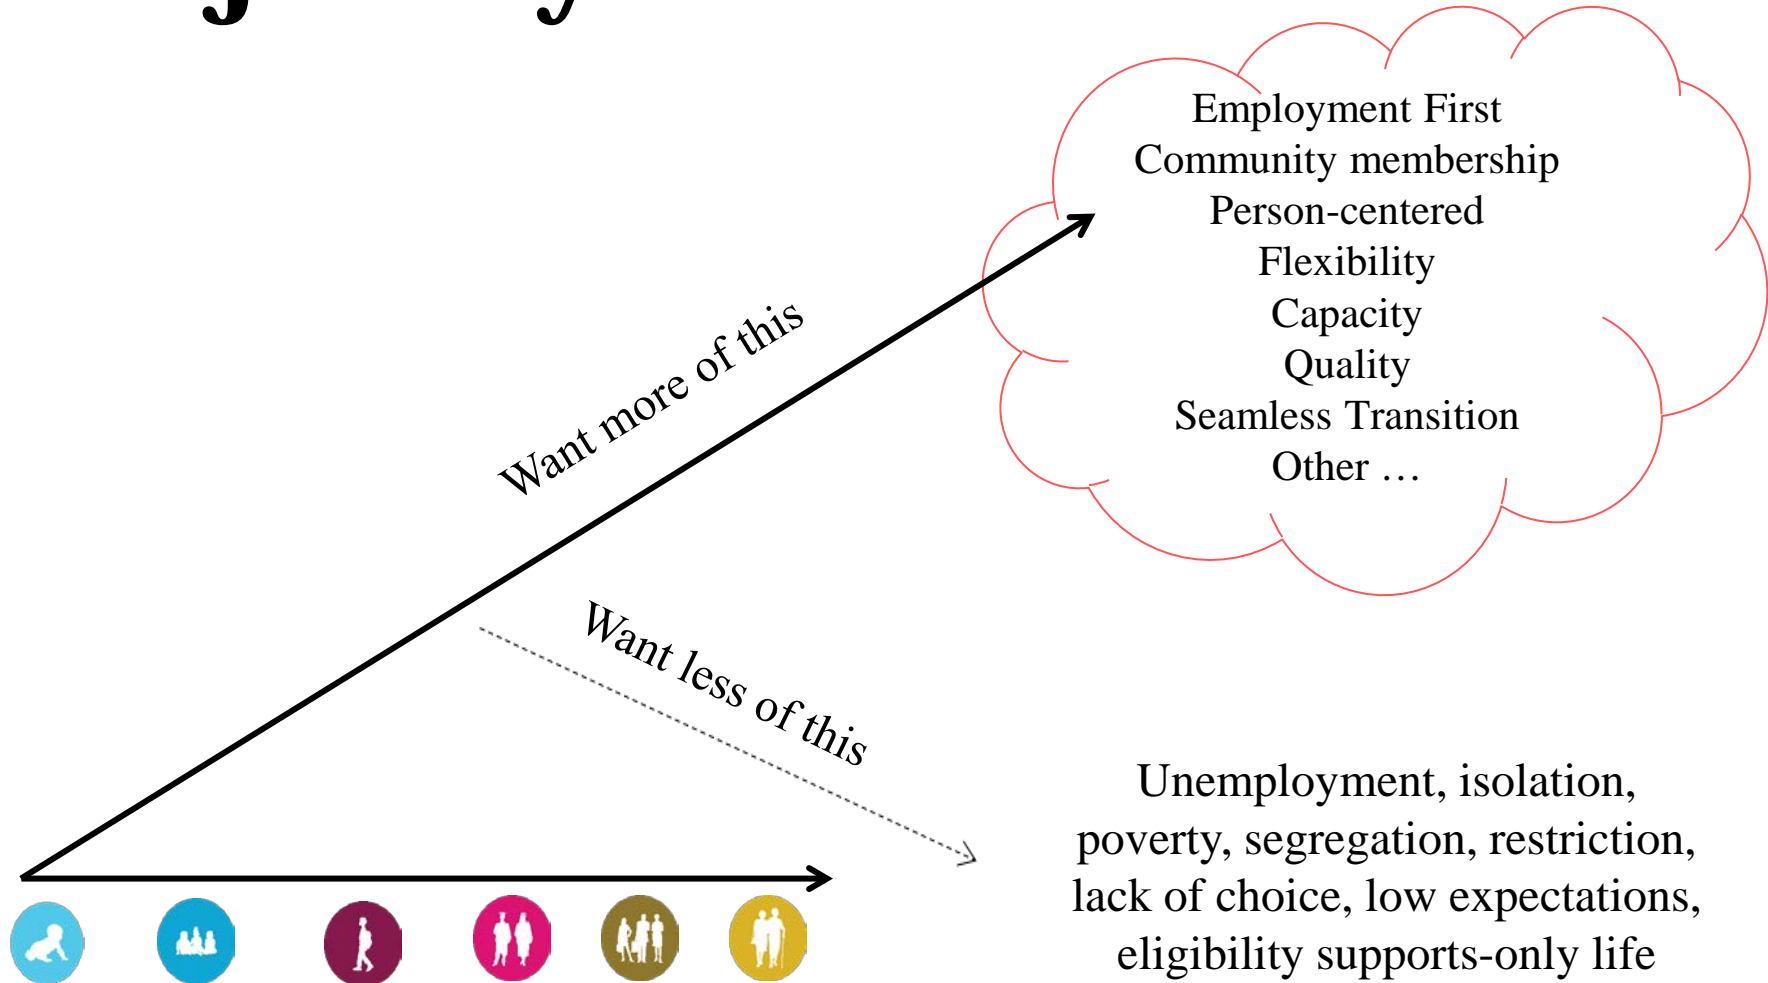 Employment First
Community membership
Person-centered
Flexibility
Capacity
Quality
Seamless Transition
Other …
Want more of this
Want less of this
Unemployment, isolation,
poverty, segregation, restriction,
lack of choice, low expectations,
eligibility supports-only life